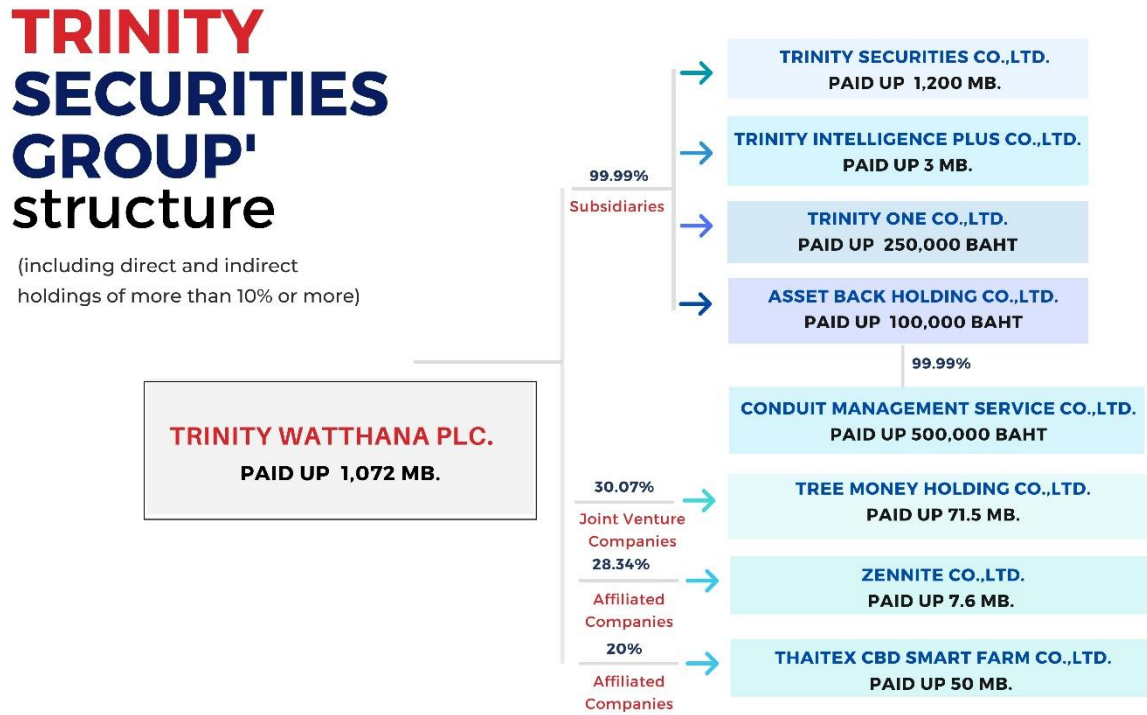 TRINITY
SECURITIES
GROUP'
structure
(including direct and indirect
holdings of more than 10% or more)
TRINITY WATTHANA PLC.
PAID UP 1,072 MB.
99.99%
Subsidiaries
TRINITY SECURITIES CO.,LTD.
PAID UP 1,200 MB.
TRINITY INTELLIGENCE PLUS CO.,LTD.
PAID UP 3 MB.
TRINITY ONE CO.,LTD.
PAID UP 250,000 BAHT
ASSET BACK HOLDING CO.,LTD.
PAID UP 100,000 BAHT
99.99%
CONDUIT MANAGEMENT SERVICE CO.,LTD.
PAID UP 500,000 BAHT
30.07%
Joint Venture
Companies
TREE MONEY HOLDING CO.,LTD.
PAID UP 71.5 MB.
28.34%
Affiliated
Companies
ZENNITE CO.,LTD.
PAID UP 7.6 MB.
20%
Affiliated
Companies
THAITEX CBD SMART FARM CO.,LTD.
PAID UP 50 MB.